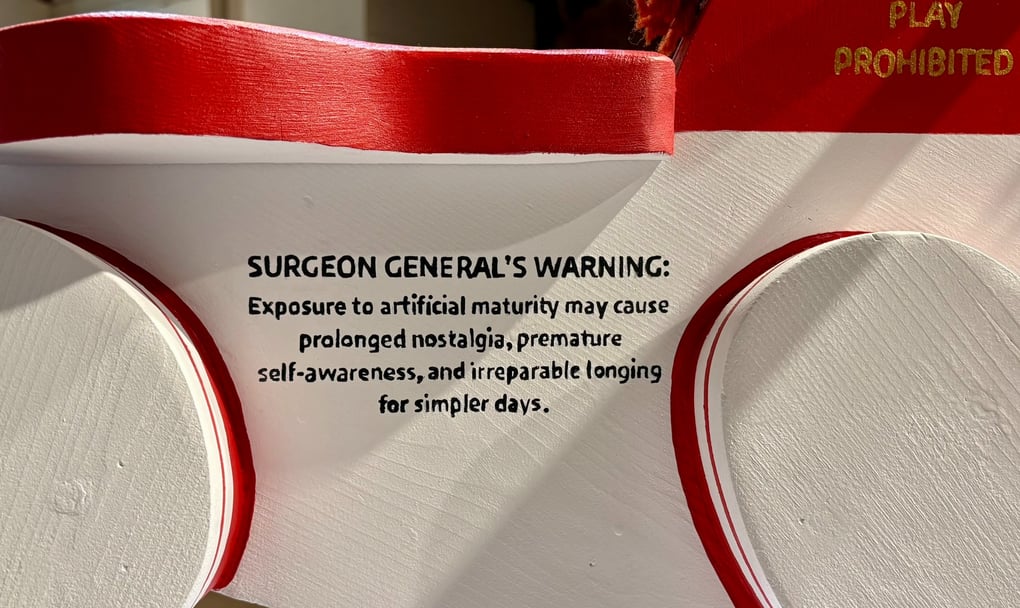 PLAY
PROHIBITED
SURGEON GENERAL'S WARNING:
Exposure to artificial maturity may cause
prolonged nostalgia, premature
self-awareness, and irreparable longing
for simpler days.